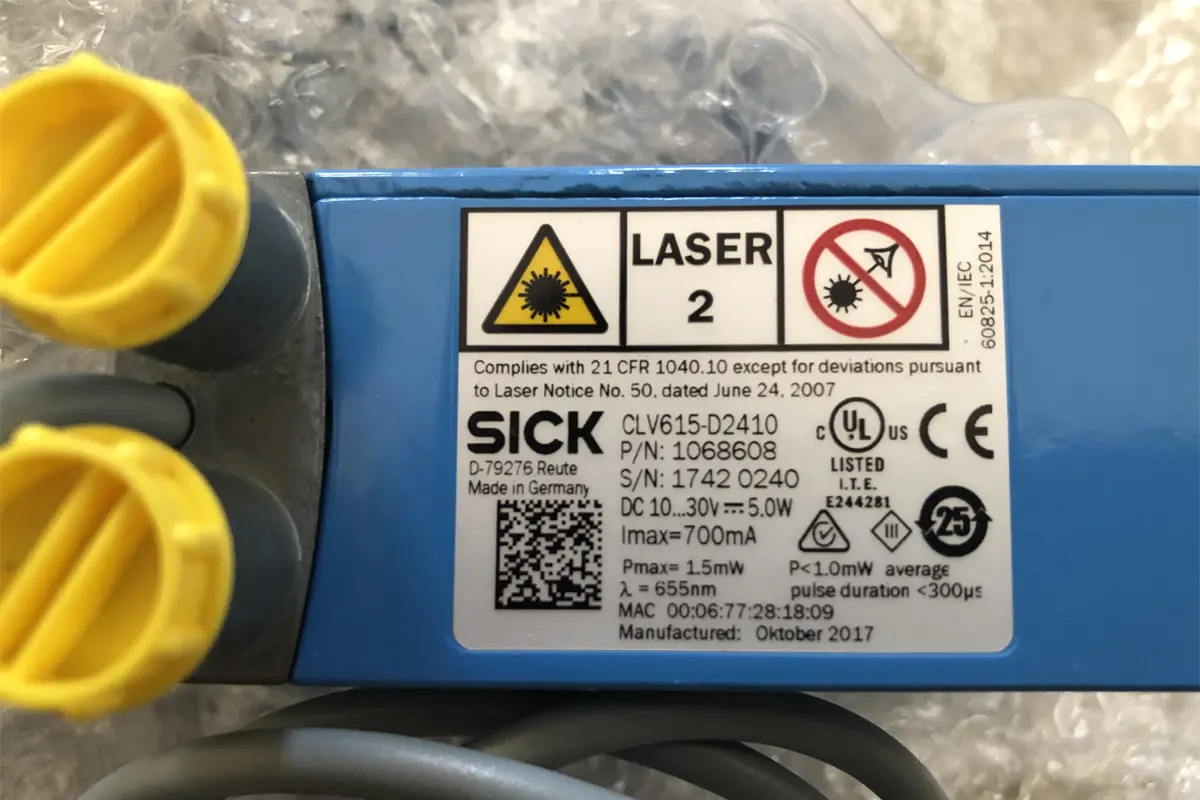 LASER
2
EN/IEC
60825-1:2014
Complies with 21 CFR 1040.10 except for deviations pursuant
to Laser Notice No. 50, dated June 24, 2007
SICK
D-79276 Reute
Made in Germany
CLV615-D2410
P/N: 1068608
S/N: 1742 0240
DC 10...30V ⎓ 5.0W
Imax=700mA
Pmax= 1.5mW
λ = 655nm
MAC 00:06:77:28:18:09
Manufactured: Oktober 2017
C UL US
LISTED
I.T.E.
E244281
CE
III
25
P<1.0mW average
pulse duration <300µs